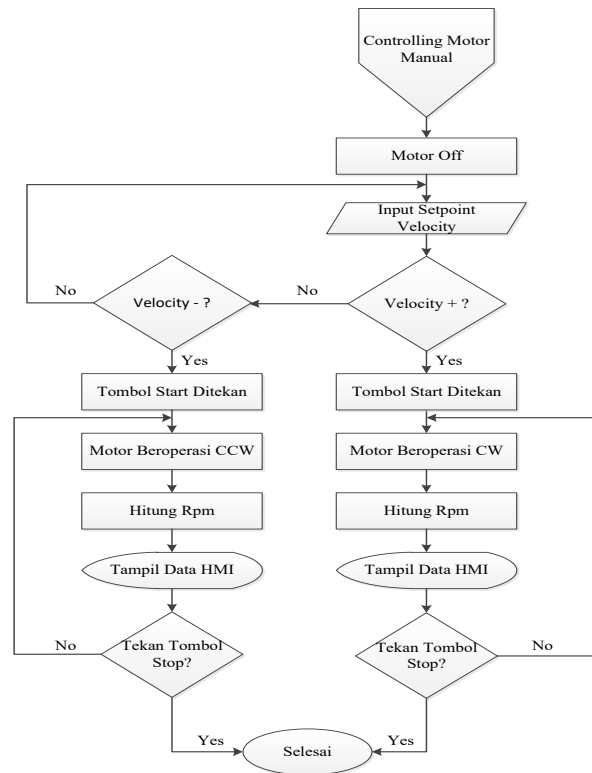 Controlling Motor
Manual
Motor Off
Input Setpoint
Velocity
No
Velocity - ?
No
Velocity + ?
Yes
Yes
Tombol Start Ditekan
Tombol Start Ditekan
Motor Beroperasi CCW
Motor Beroperasi CW
Hitung Rpm
Hitung Rpm
Tampil Data HMI
Tampil Data HMI
No
Tekan Tombol
Stop?
Tekan Tombol
Stop?
No
Yes
Selesai
Yes